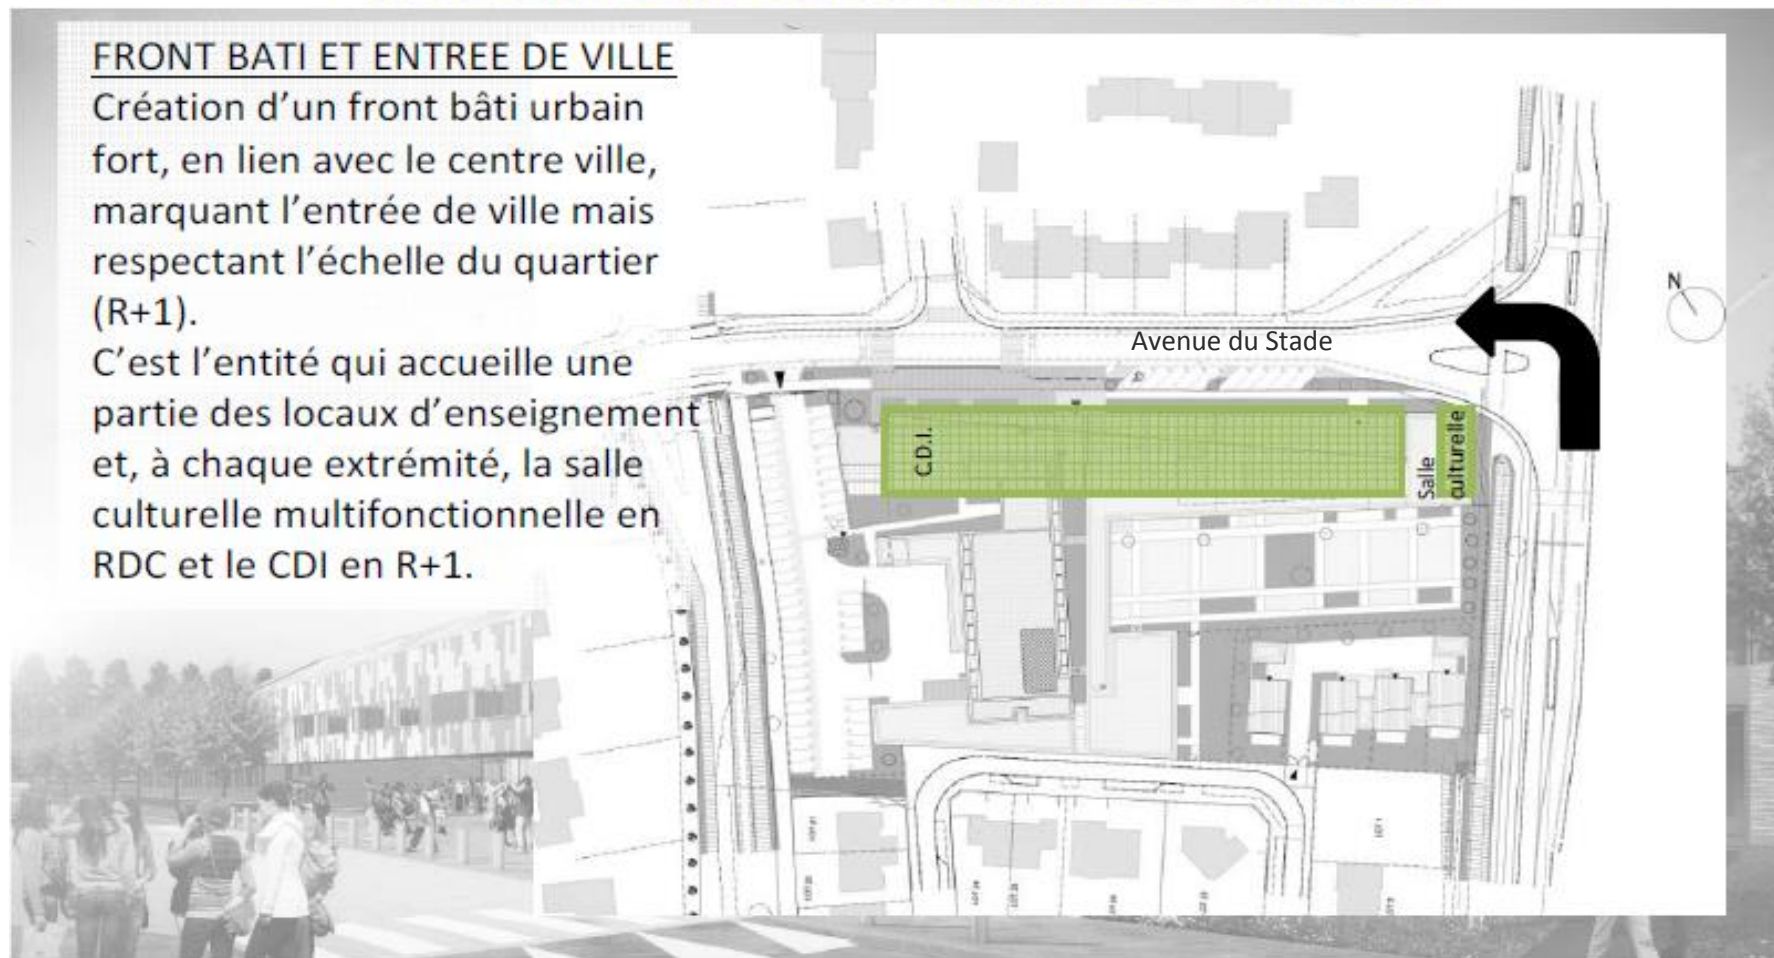 FRONT BATI ET ENTREE DE VILLE
Création d’un front bâti urbain
fort, en lien avec le centre ville,
marquant l’entrée de ville mais
respectant l’échelle du quartier
(R+1).
C’est l’entité qui accueille une
partie des locaux d’enseignement
et, à chaque extrémité, la salle
culturelle multifonctionnelle en
RDC et le CDI en R+1.
N
Avenue du Stade
C.D.I.
Salle
culturelle
LOT 1